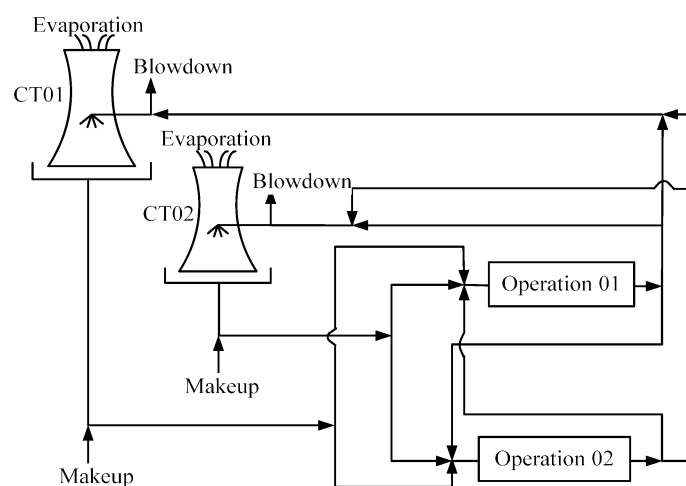 Evaporation
Blowdown
CT01
Evaporation
Blowdown
CT02
Operation 01
Makeup
Operation 02
Makeup